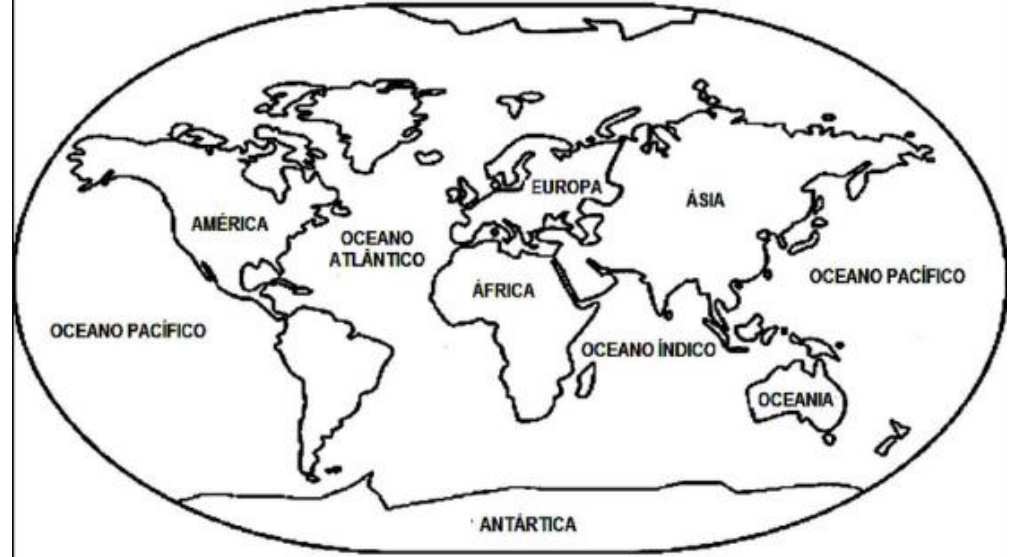 EUROPA
ÁSIA
AMÉRICA
OCEANO
ATLÂNTICO
OCEANO PACÍFICO
ÁFRICA
OCEANO PACÍFICO
OCEANO ÍNDICO
OCEANIA
ANTÁRTICA